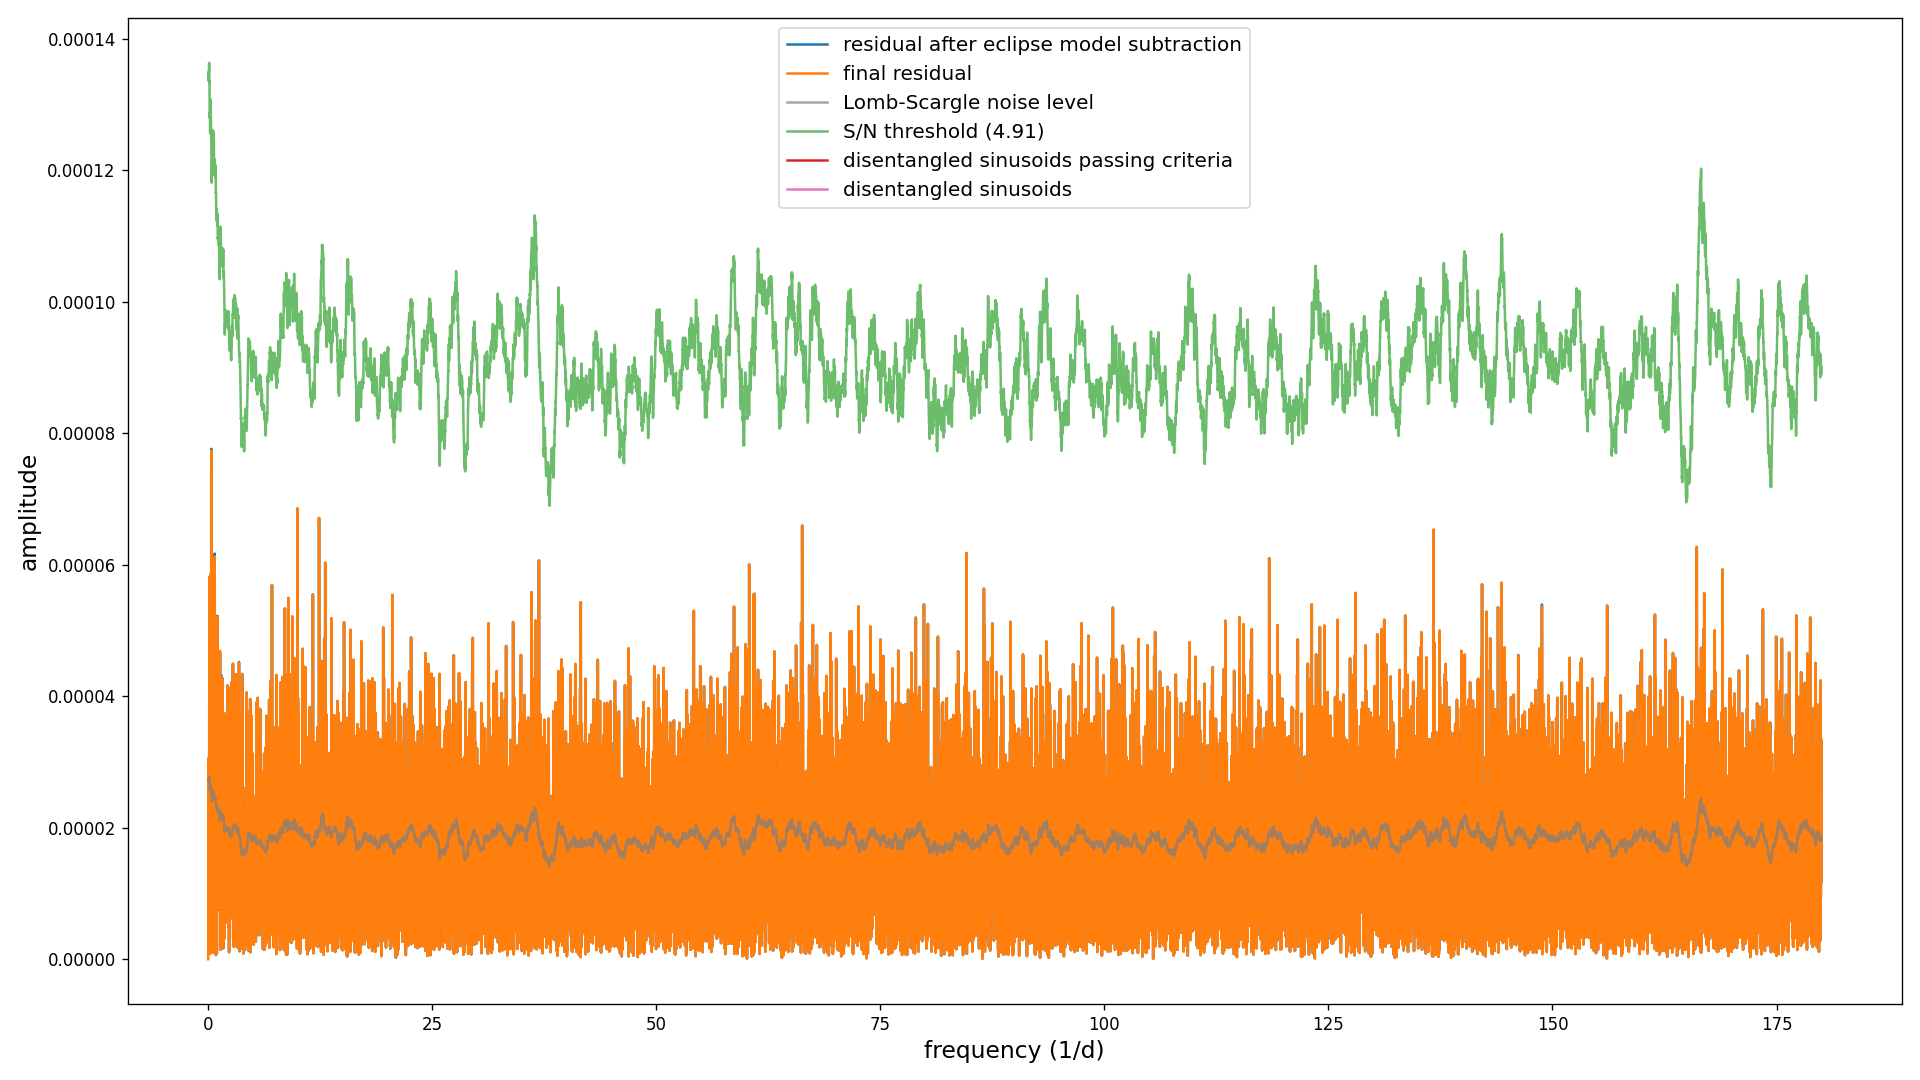 residual after eclipse model subtraction
final residual
Lomb-Scargle noise level
S/N threshold (4.91)
disentangled sinusoids passing criteria
disentangled sinusoids
0.00014
0.00012
0.00010
0.00008
0.00006
0.00004
0.00002
0.00000
amplitude
0 25 50 75 100 125 150 175
frequency (1/d)